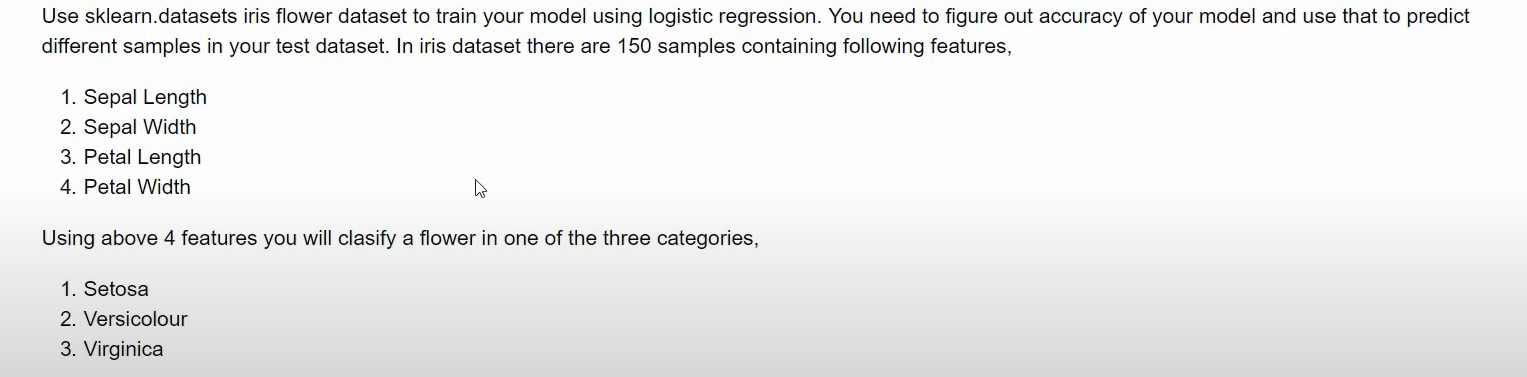 Use sklearn.datasets iris flower dataset to train your model using logistic regression. You need to figure out accuracy of your model and use that to predict
different samples in your test dataset. In iris dataset there are 150 samples containing following features,
1. Sepal Length
2. Sepal Width
3. Petal Length
4. Petal Width
Using above 4 features you will clasify a flower in one of the three categories,
1. Setosa
2. Versicolour
3. Virginica